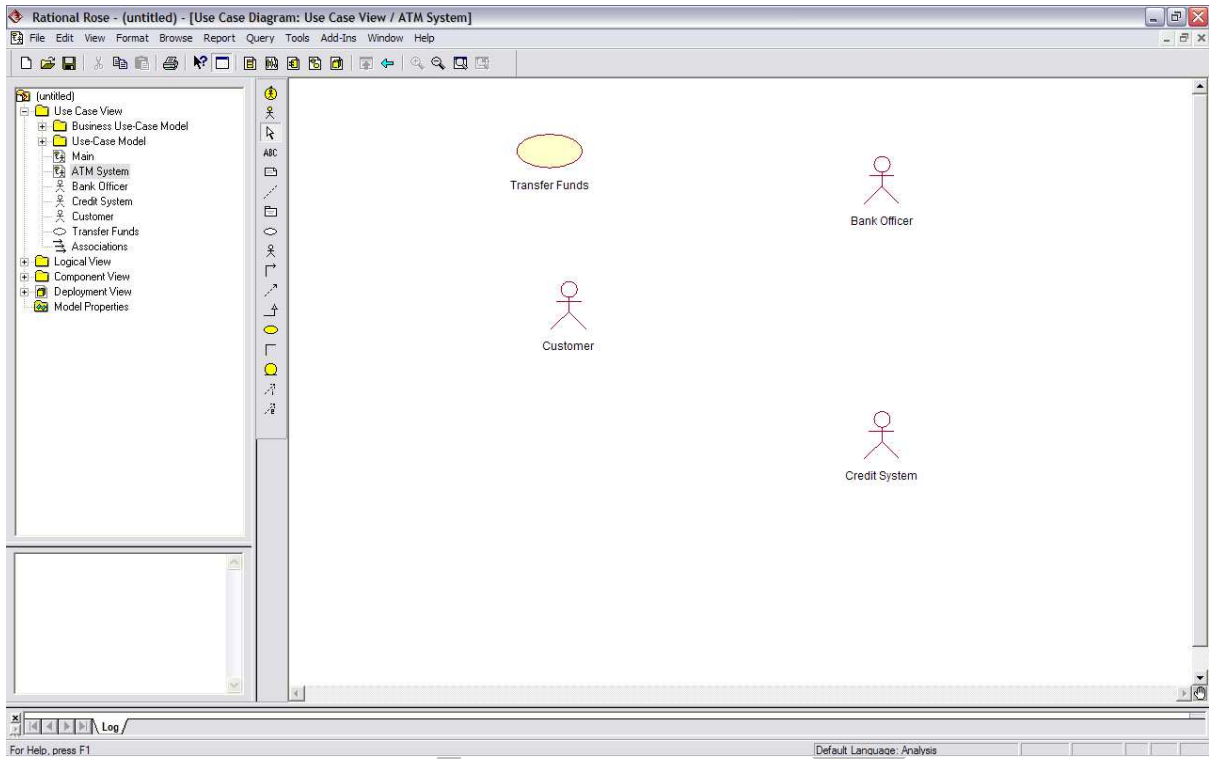 Rational Rose - (untitled) - [Use Case Diagram: Use Case View / ATM System]
File Edit View Format Browse Report Query Tools Add-Ins Window Help
(untitled)
Use Case View
Business Use-Case Model
Use-Case Model
Main
ATM System
Bank Officer
Credit System
Customer
Transfer Funds
Associations
Logical View
Component View
Deployment View
Model Properties
ABC
Transfer Funds
Bank Officer
Customer
Credit System
Log
For Help, press F1
Default Language: Analysis